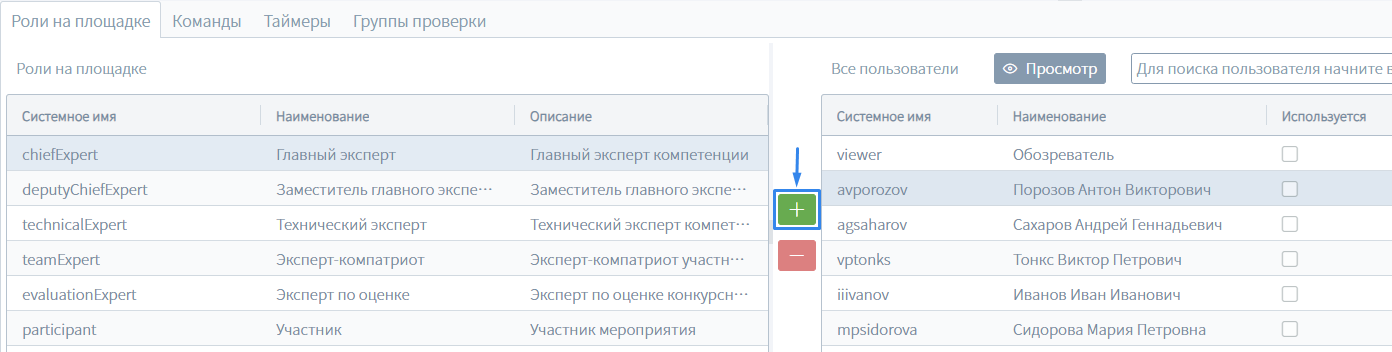 Роли на площадке Команды Таймеры Группы проверки
Роли на площадке Все пользователи Просмотр Для поиска пользователя начните в
Системное имя Наименование Описание Системное имя Наименование Используется
chiefExpert Главный эксперт Главный эксперт компетенции viewer Обозреватель
deputyChiefExpert Заместитель главного экспе··· Заместитель главного экспе··· avporozov Порозов Антон Викторович
technicalExpert Технический эксперт Технический эксперт компет··· agsaharov Сахаров Андрей Геннадьевич
teamExpert Эксперт-компатриот Эксперт-компатриот участн··· vptonks Тонкс Виктор Петрович
evaluationExpert Эксперт по оценке Эксперт по оценке конкурсн··· iiivanov Иванов Иван Иванович
participant Участник Участник мероприятия mpsidorova Сидорова Мария Петровна